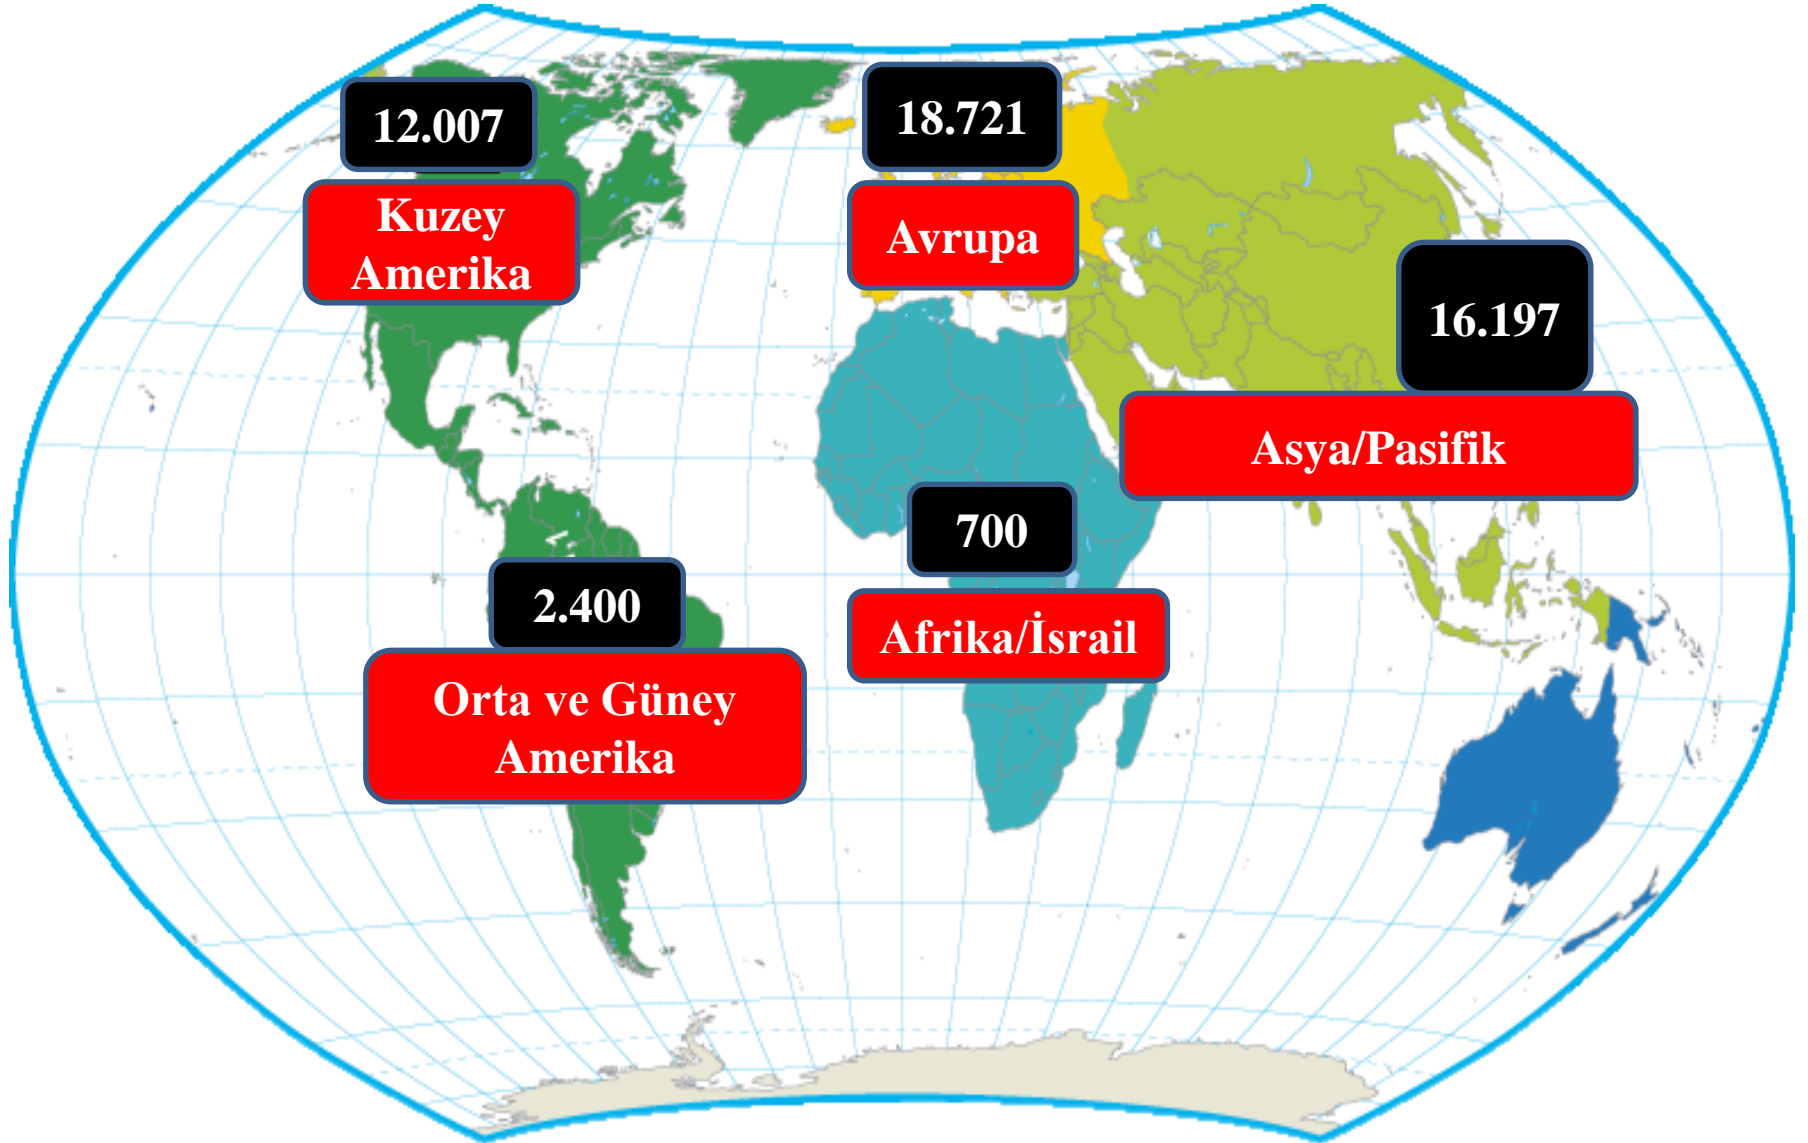 12.007
Kuzey
Amerika
18.721
Avrupa
16.197
Asya/Pasifik
700
Afrika/İsrail
2.400
Orta ve Güney
Amerika